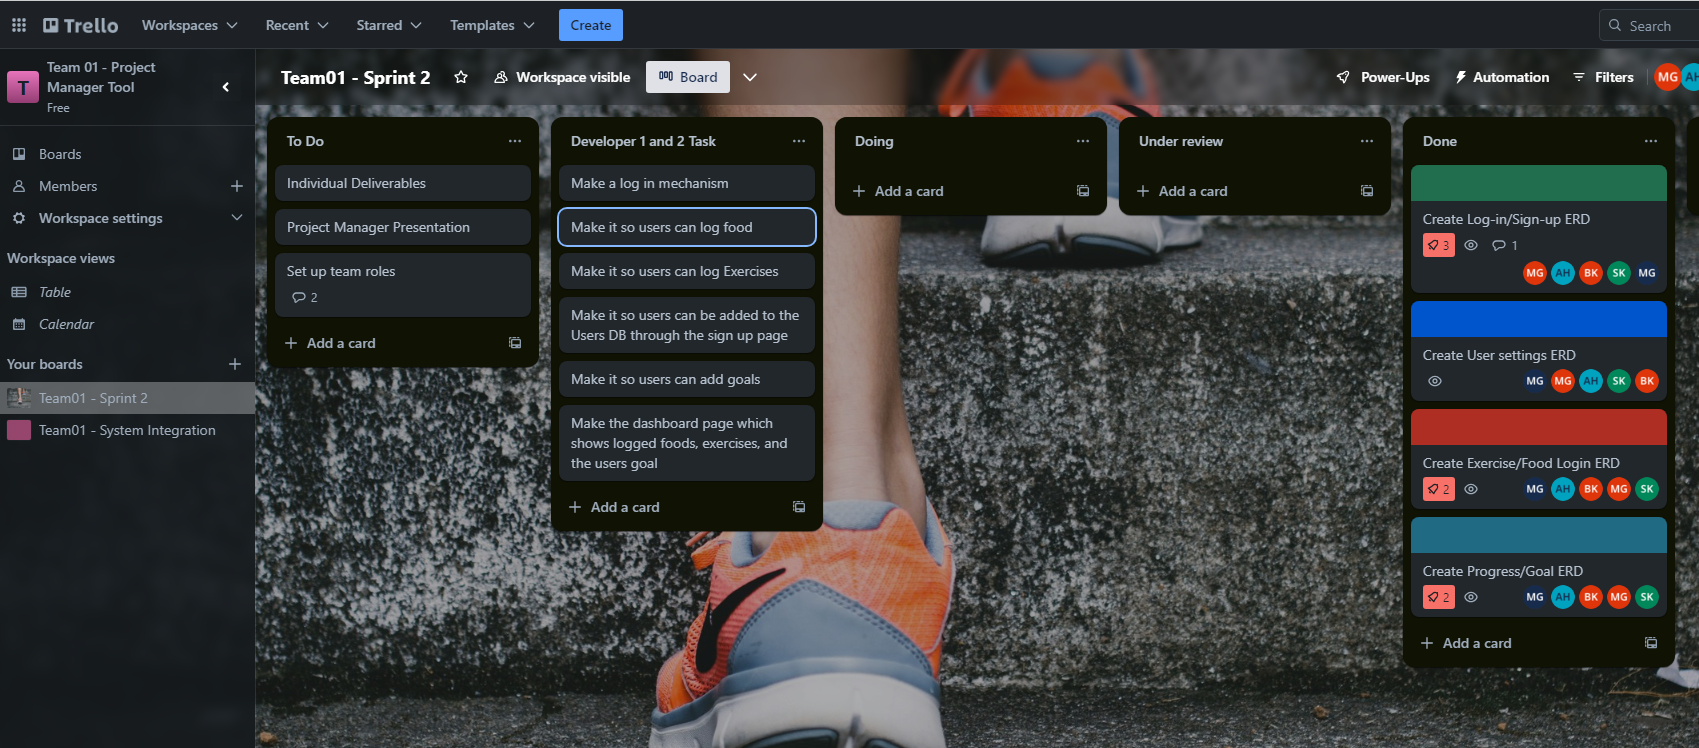 Trello
Workspaces
Recent
Starred
Templates
Create
Search
T
Team 01 - Project
Manager Tool
Free
Boards
Members
Workspace settings
Workspace views
Table
Calendar
Your boards
Team01 - Sprint 2
Team01 - System Integration
Team01 - Sprint 2
Workspace visible
Board
Power-Ups
Automation
Filters
MG
AH
To Do
Individual Deliverables
Project Manager Presentation
Set up team roles
2
Add a card
Developer 1 and 2 Task
Make a log in mechanism
Make it so users can log food
Make it so users can log Exercises
Make it so users can be added to the
Users DB through the sign up page
Make it so users can add goals
Make the dashboard page which
shows logged foods, exercises, and
the users goal
Add a card
Doing
Add a card
Under review
Add a card
Done
Create Log-in/Sign-up ERD
3 1
MG AH BK SK MG
Create User settings ERD
MG MG AH SK BK
Create Exercise/Food Login ERD
2 MG AH BK MG SK
Create Progress/Goal ERD
2 MG AH BK MG SK
Add a card